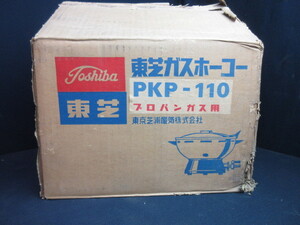 Toshiba
東芝
東芝ガスホーコー
PKP-110
プロパンガス用
東京芝浦電気株式会社